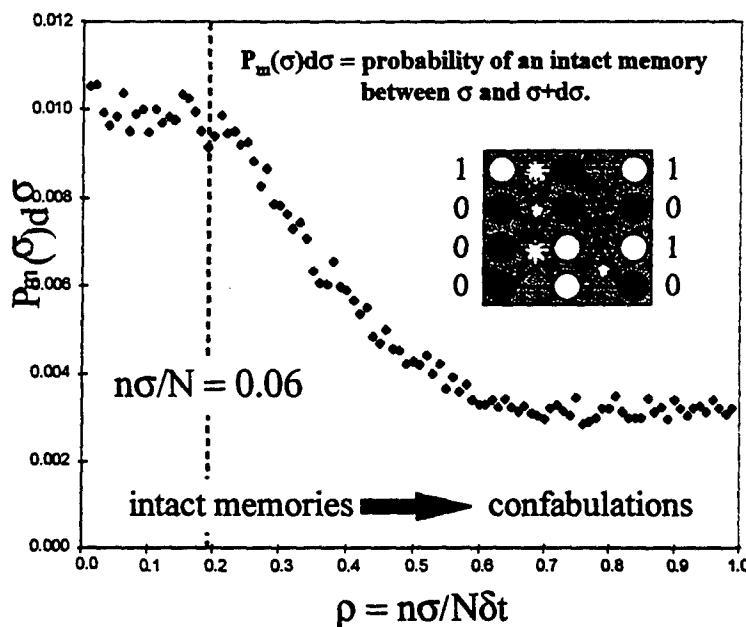 0.012
0.010
0.008
0.006
0.004
0.002
0.000
Pm(σ)dσ
Pm(σ)dσ = probability of an intact memory
between σ and σ+dσ.
1 1
0 0
0 1
0 0
nσ/N = 0.06
intact memories confabulations
0.0 0.1 0.2 0.3 0.4 0.5 0.6 0.7 0.8 0.9 1.0
ρ = nσ/Nδt